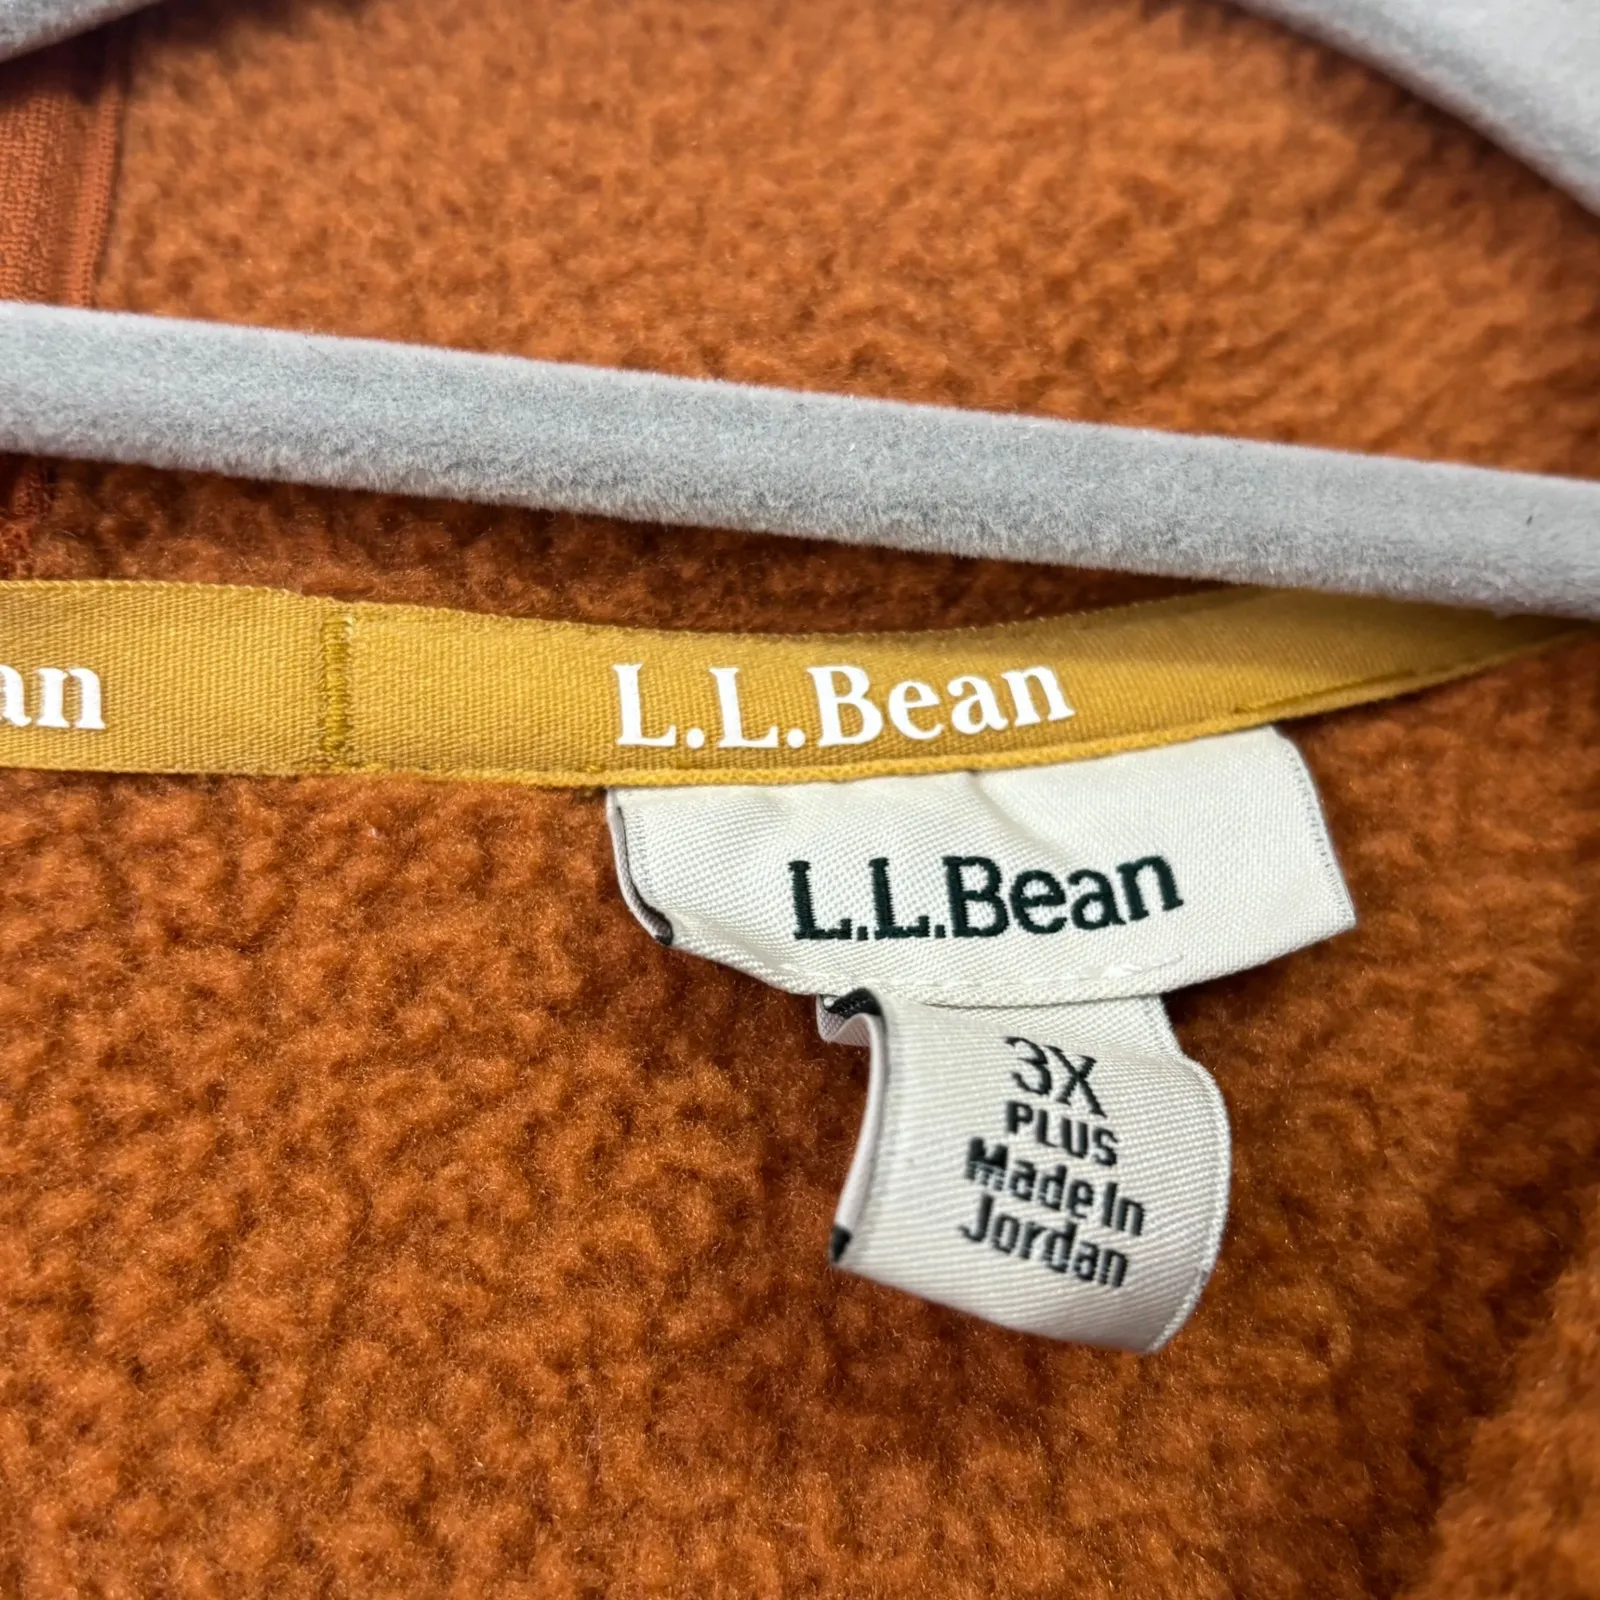 an
L.L.Bean
L.L.Bean
3X
PLUS
Made In
Jordan